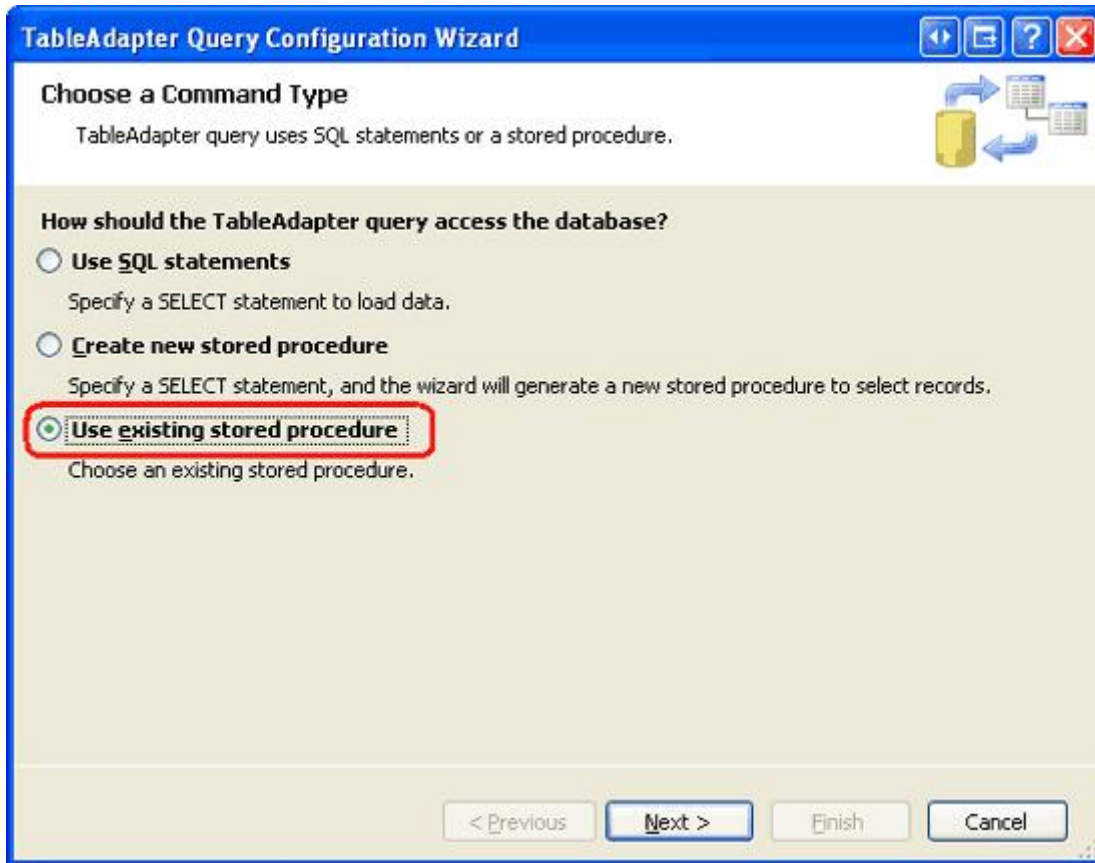 TableAdapter Query Configuration Wizard
Choose a Command Type
TableAdapter query uses SQL statements or a stored procedure.
How should the TableAdapter query access the database?
Use SQL statements
Specify a SELECT statement to load data.
Create new stored procedure
Specify a SELECT statement, and the wizard will generate a new stored procedure to select records.
Use existing stored procedure
Choose an existing stored procedure.
< Previous Next > Finish Cancel